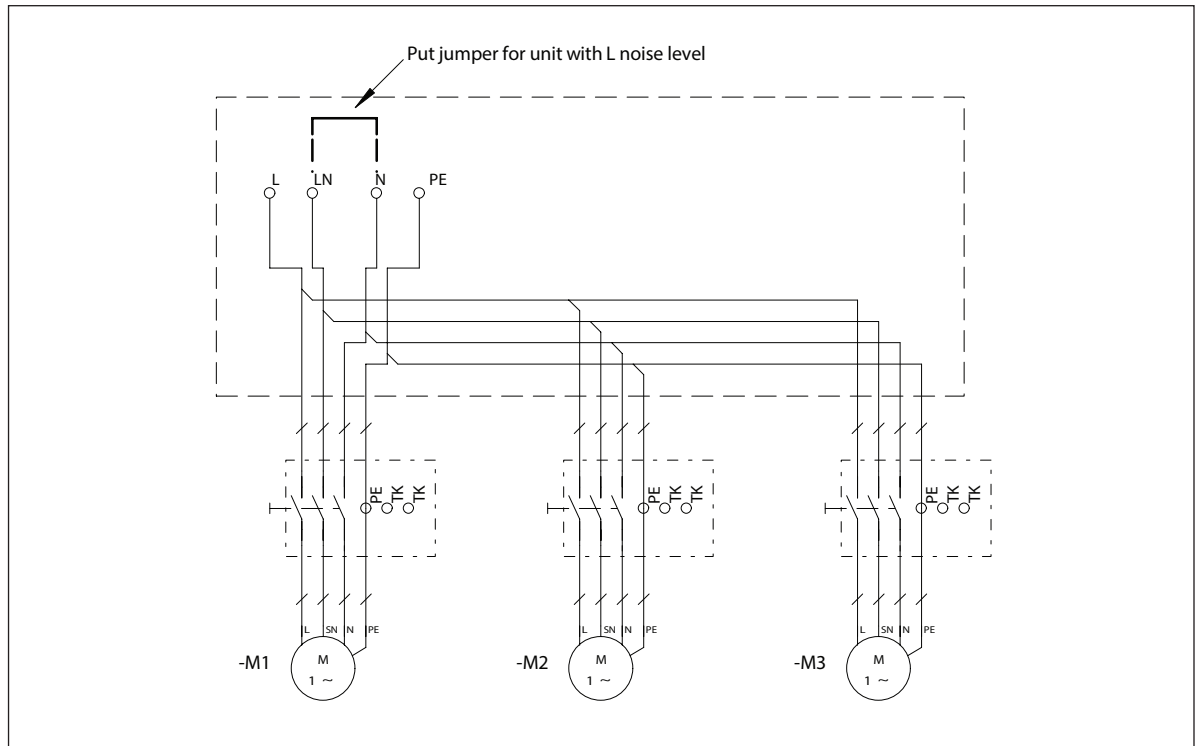 Put jumper for unit with L noise level
L LN N PE
PE TK TK
PE TK TK
PE TK TK
L SN N PE
L SN N PE
L SN N PE
-M1 M 1 ~
-M2 M 1 ~
-M3 M 1 ~